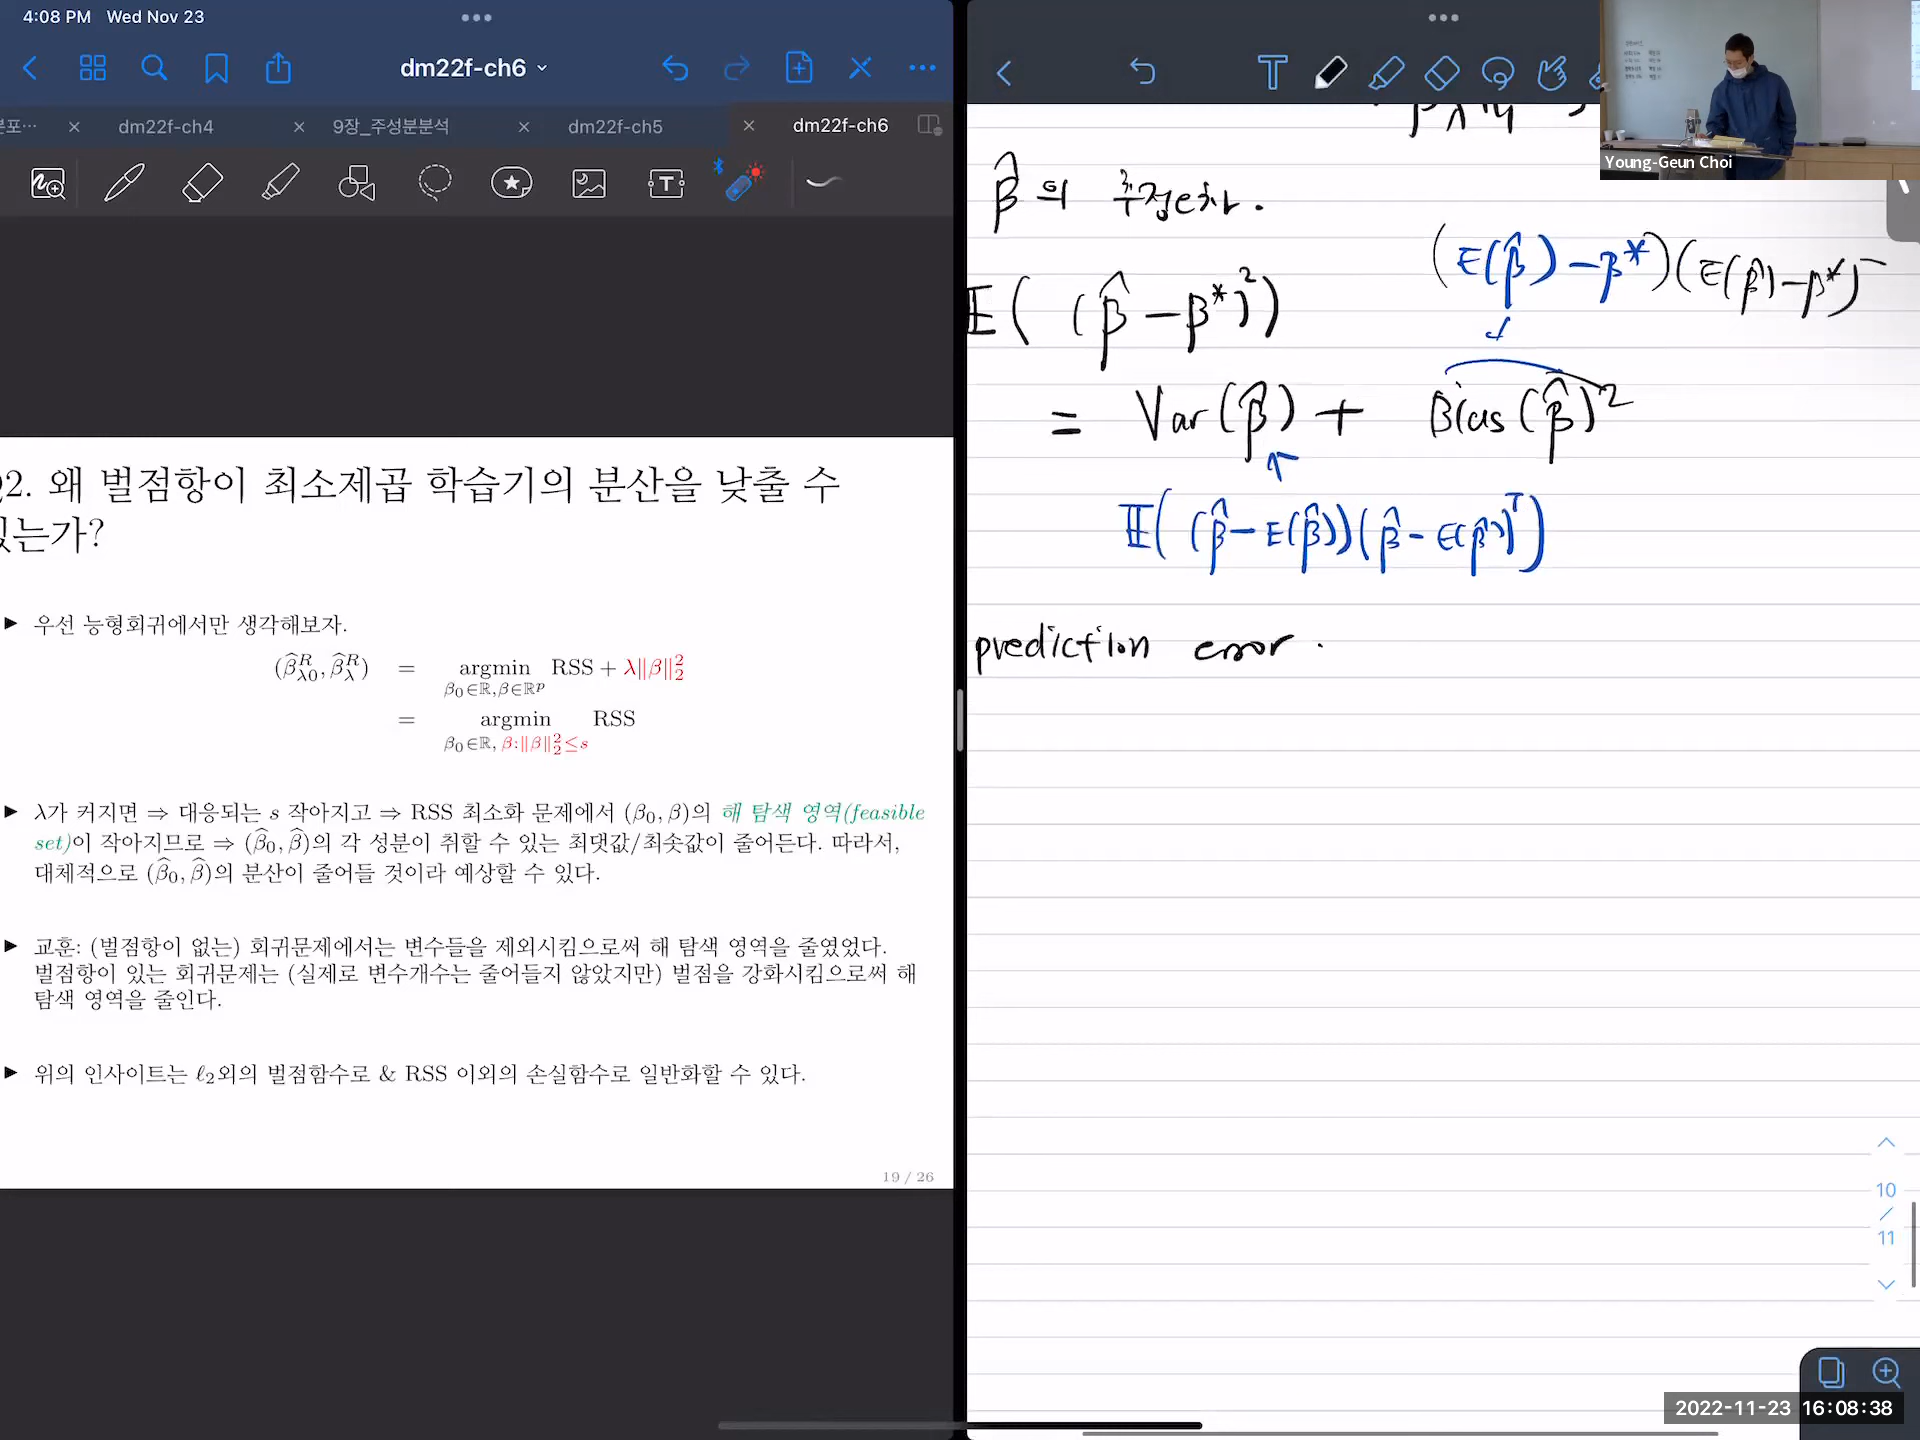 4:08 PM Wed Nov 23
dm22f-ch6
dm22f-ch4
9장_주성분분석
dm22f-ch5
dm22f-ch6
2. 왜 벌점항이 최소제곱 학습기의 분산을 낮출 수
있는가?
▶ 우선 능형회귀에서만 생각해보자.
(β̂^R_λ0, β̂^R_λ) = argmin RSS + λ‖β‖²₂
β₀∈ℝ,β∈ℝᵖ
= argmin RSS
β₀∈ℝ, β:‖β‖²₂≤s
▶ λ가 커지면 ⇒ 대응되는 s 작아지고 ⇒ RSS 최소화 문제에서 (β₀, β)의 해 탐색 영역(feasible
set)이 작아지므로 ⇒ (β̂₀, β̂)의 각 성분이 취할 수 있는 최댓값/최솟값이 줄어든다. 따라서,
대체적으로 (β̂₀, β̂)의 분산이 줄어들 것이라 예상할 수 있다.
▶ 교훈: (벌점항이 없는) 회귀문제에서는 변수들을 제외시킴으로써 해 탐색 영역을 줄였었다.
벌점항이 있는 회귀문제는 (실제로 변수개수는 줄어들지 않았지만) 벌점을 강화시킴으로써 해
탐색 영역을 줄인다.
▶ 위의 인사이트는 ℓ₂외의 벌점함수로 & RSS 이외의 손실함수로 일반화할 수 있다.
19 / 26
Young-Geun Choi
β̂의 추정오차.
(E(β̂) − β*)(E(β̂) − β*)
𝔼( (β̂ − β*)²)
= Var(β̂) + Bias(β̂)²
𝔼( (β̂ − E(β̂))(β̂ − E(β̂))ᵀ)
prediction error.
10
/
11
2022-11-23 16:08:38